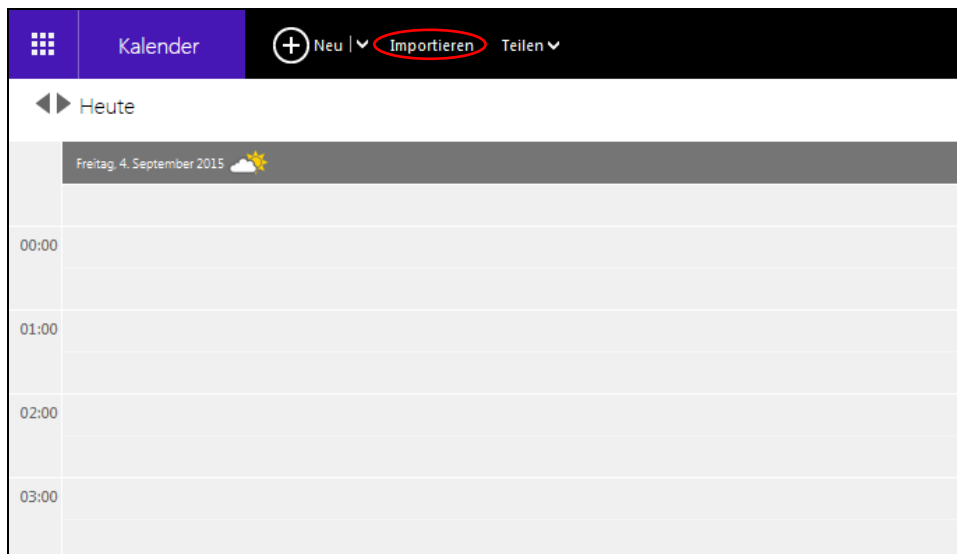 Kalender Neu Importieren Teilen
Heute
Freitag, 4. September 2015
00:00
01:00
02:00
03:00